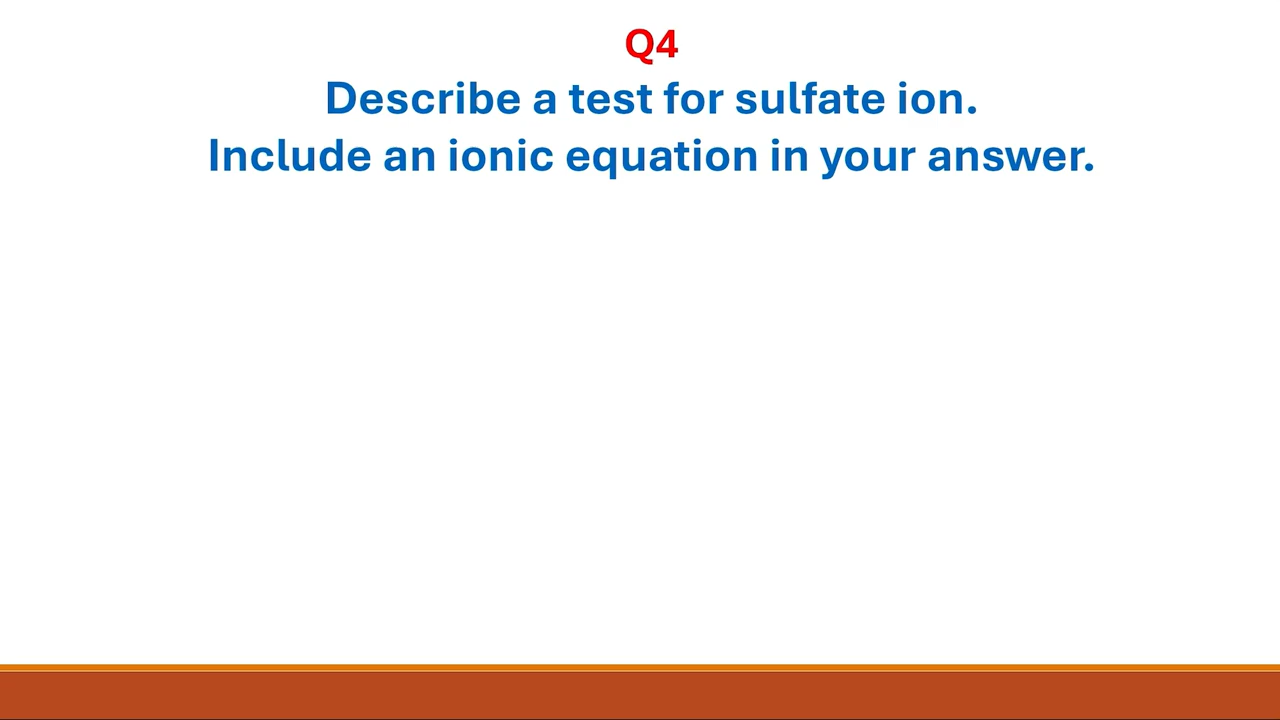 Q4
Describe a test for sulfate ion.
Include an ionic equation in your answer.